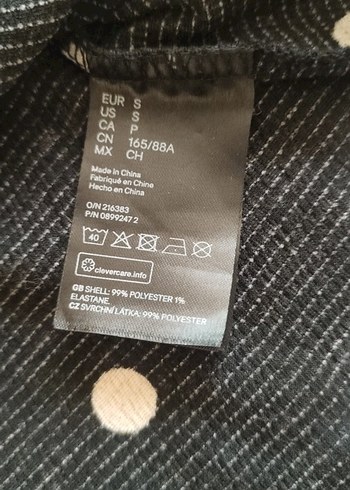 EUR S
US S
CA P
CN 165/88A
MX CH
Made in China
Fabriqué en Chine
Hecho en China
O/N 216383
P/N 0899247 2
40
clevercare.info
GB SHELL: 99% POLYESTER 1%
ELASTANE.
CZ SVRCHNÍ LÁTKA: 99% POLYESTER